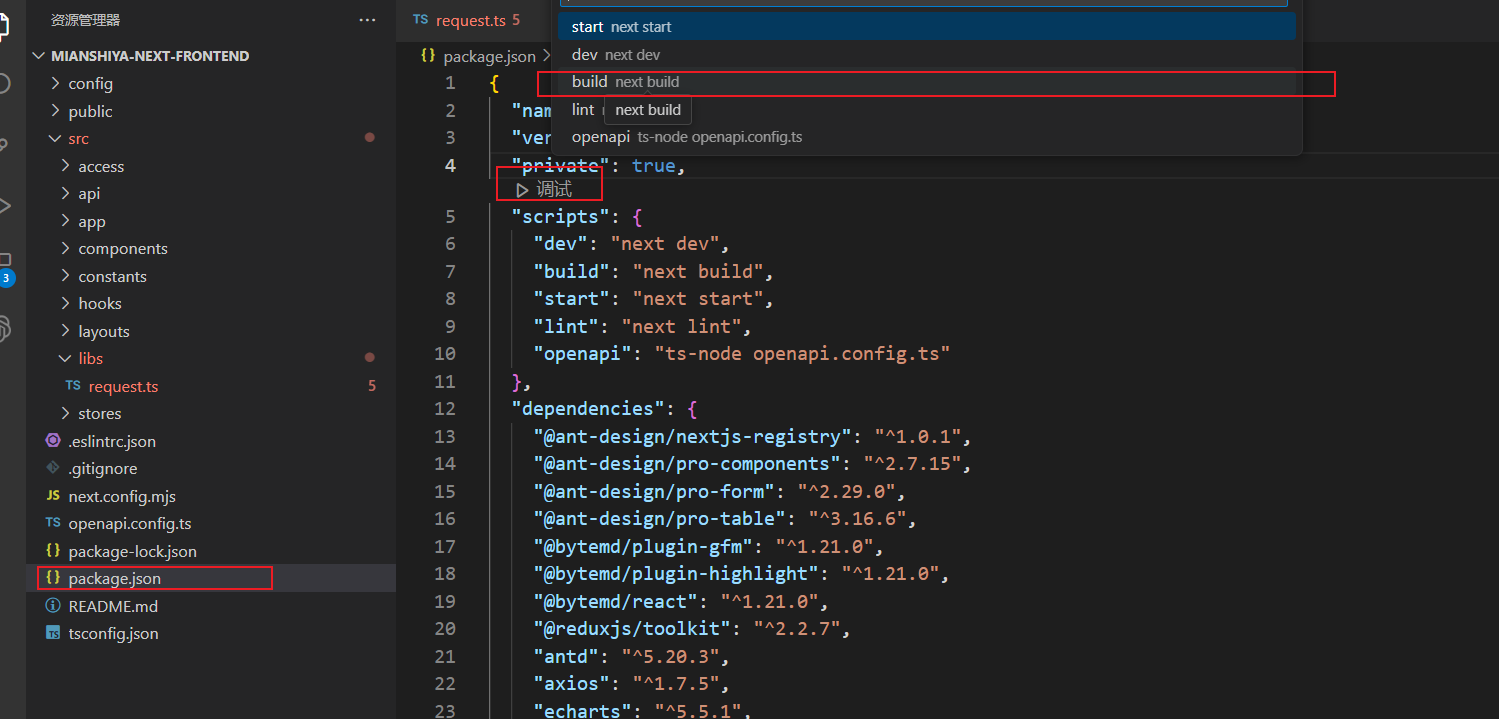 资源管理器 ···
MIANSHIYA-NEXT-FRONTEND
config
public
src
access
api
app
components
constants
hooks
layouts
libs
TS request.ts 5
stores
.eslintrc.json
.gitignore
JS next.config.mjs
TS openapi.config.ts
{} package-lock.json
{} package.json
README.md
TS tsconfig.json
3
TS request.ts 5
{} package.json >
start next start
dev next dev
build next build
lint
next build
openapi ts-node openapi.config.ts
1 {
2 "nam
3 "ver
4 "private": true,
调试
5 "scripts": {
6 "dev": "next dev",
7 "build": "next build",
8 "start": "next start",
9 "lint": "next lint",
10 "openapi": "ts-node openapi.config.ts"
11 },
12 "dependencies": {
13 "@ant-design/nextjs-registry": "^1.0.1",
14 "@ant-design/pro-components": "^2.7.15",
15 "@ant-design/pro-form": "^2.29.0",
16 "@ant-design/pro-table": "^3.16.6",
17 "@bytemd/plugin-gfm": "^1.21.0",
18 "@bytemd/plugin-highlight": "^1.21.0",
19 "@bytemd/react": "^1.21.0",
20 "@reduxjs/toolkit": "^2.2.7",
21 "antd": "^5.20.3",
22 "axios": "^1.7.5",
23 "echarts": "^5.5.1",